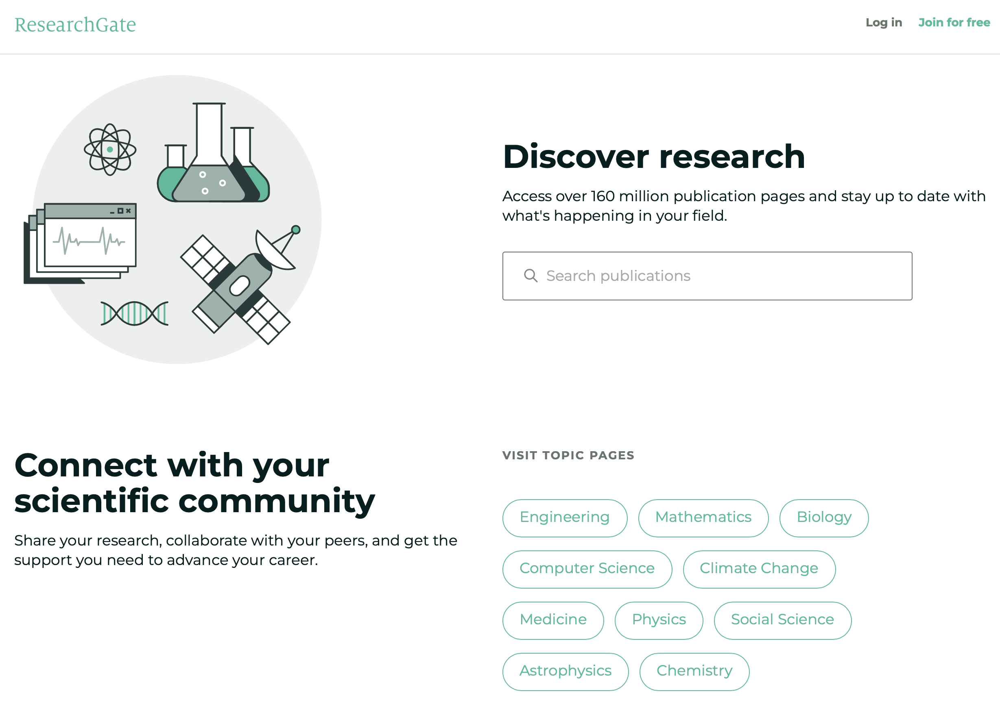 ResearchGate
Log in
Join for free
Discover research
Access over 160 million publication pages and stay up to date with
what's happening in your field.
Search publications
Connect with your
scientific community
Share your research, collaborate with your peers, and get the
support you need to advance your career.
VISIT TOPIC PAGES
Engineering
Mathematics
Biology
Computer Science
Climate Change
Medicine
Physics
Social Science
Astrophysics
Chemistry